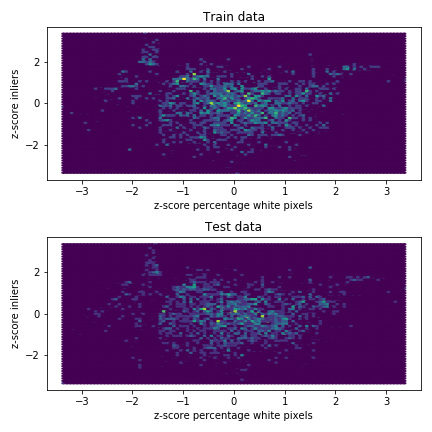 Train data
2
0
−2
z-score inliers
−3 −2 −1 0 1 2 3
z-score percentage white pixels
Test data
2
0
−2
z-score inliers
−3 −2 −1 0 1 2 3
z-score percentage white pixels